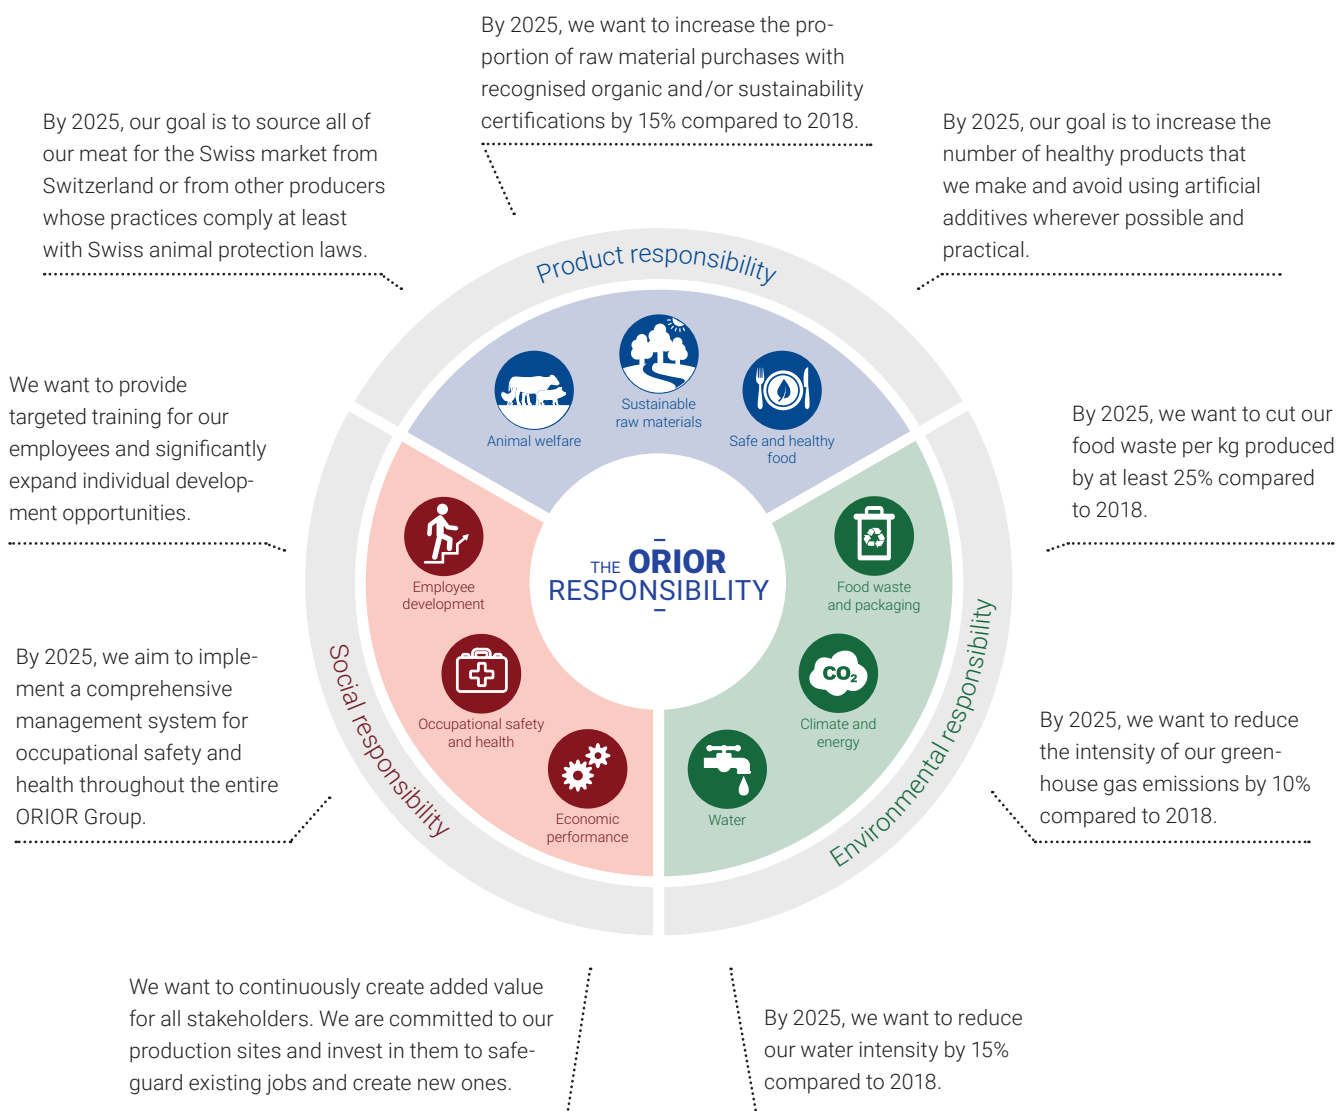 By 2025, we want to increase the pro-
portion of raw material purchases with
recognised organic and/or sustainability
certifications by 15% compared to 2018.
By 2025, our goal is to source all of
our meat for the Swiss market from
Switzerland or from other producers
whose practices comply at least
with Swiss animal protection laws.
By 2025, our goal is to increase the
number of healthy products that
we make and avoid using artificial
additives wherever possible and
practical.
Product responsibility
Animal welfare
Sustainable
raw materials
Safe and healthy
food
We want to provide
targeted training for our
employees and significantly
expand individual develop-
ment opportunities.
By 2025, we want to cut our
food waste per kg produced
by at least 25% compared
to 2018.
Employee
development
THE ORIOR
RESPONSIBILITY
Food waste
and packaging
Social responsibility
Environmental responsibility
By 2025, we aim to imple-
ment a comprehensive
management system for
occupational safety and
health throughout the entire
ORIOR Group.
Occupational safety
and health
CO₂
Climate and
energy
By 2025, we want to reduce
the intensity of our green-
house gas emissions by 10%
compared to 2018.
Economic
performance
Water
We want to continuously create added value
for all stakeholders. We are committed to our
production sites and invest in them to safe-
guard existing jobs and create new ones.
By 2025, we want to reduce
our water intensity by 15%
compared to 2018.